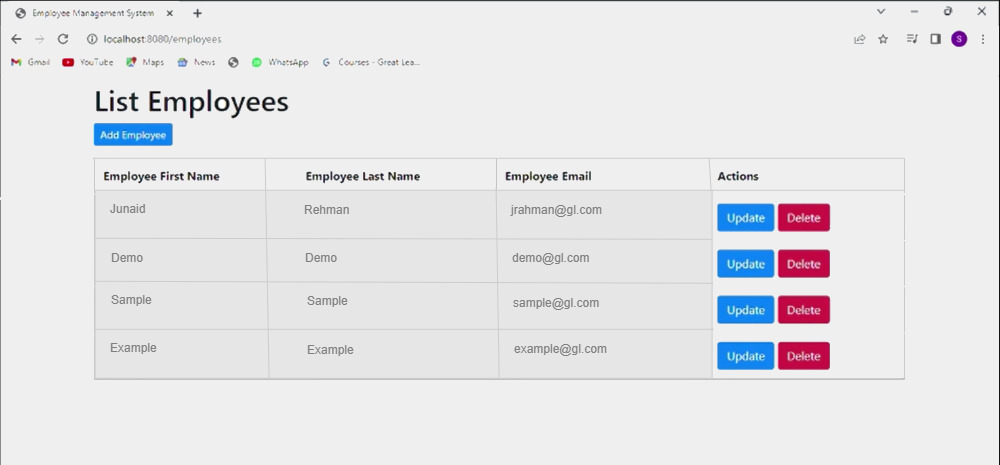 Employee Management System
localhost:8080/employees
S
Gmail YouTube Maps News WhatsApp G Courses - Great Lea...
List Employees
Add Employee
Employee First Name Employee Last Name Employee Email Actions
Junaid Rehman jrahman@gl.com Update Delete
Demo Demo demo@gl.com Update Delete
Sample Sample sample@gl.com Update Delete
Example Example example@gl.com Update Delete